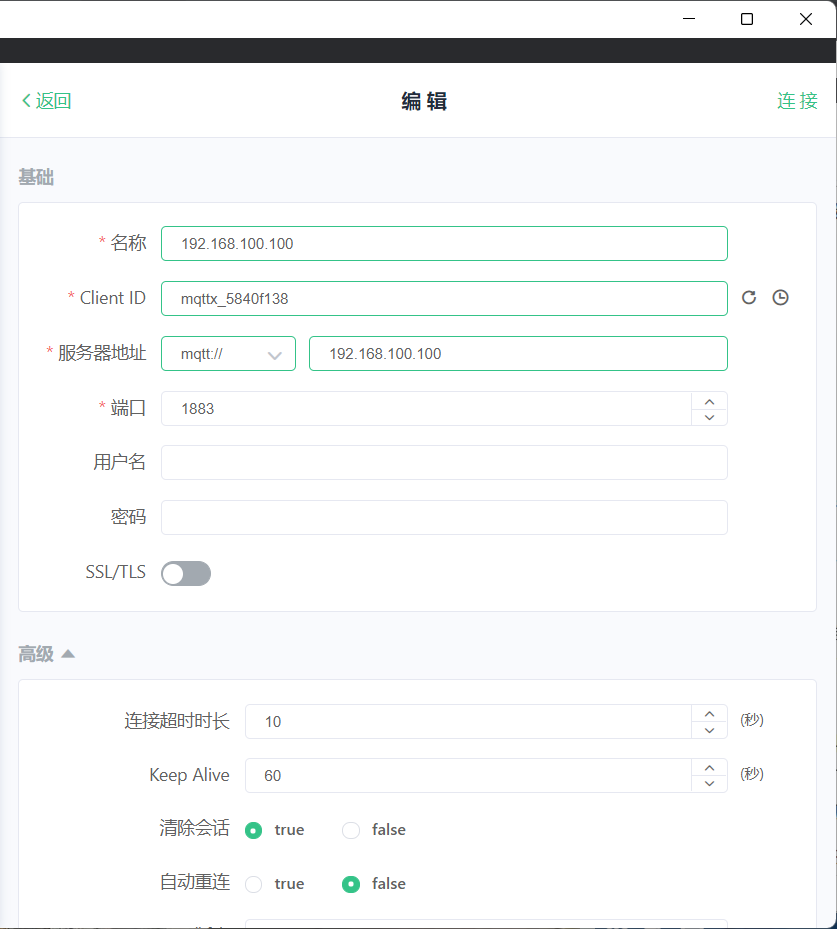 返回 编辑 连接
基础
* 名称 192.168.100.100
* Client ID mqttx_5840f138
* 服务器地址 mqtt:// 192.168.100.100
* 端口 1883
用户名
密码
SSL/TLS
高级
连接超时时长 10 (秒)
Keep Alive 60 (秒)
清除会话 true false
自动重连 true false